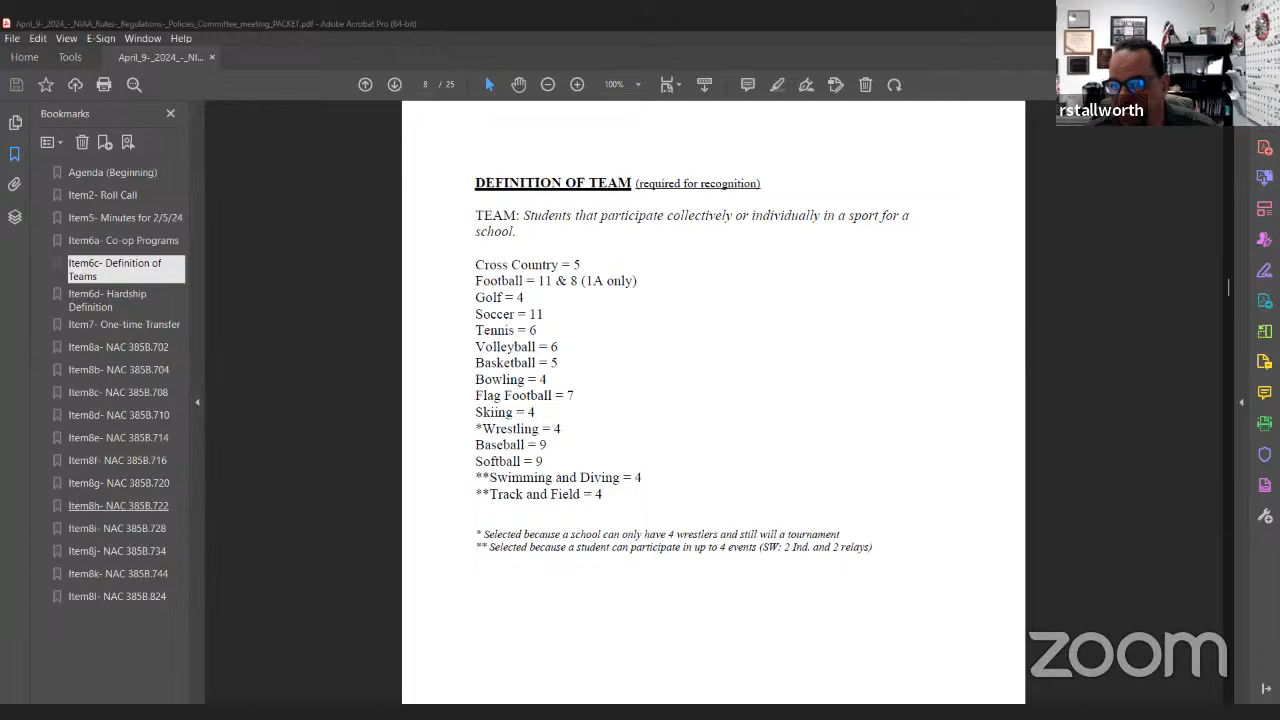 April_9-_2024_-_NIAA_Rules-_Regulations-_Policies_Committee_meeting_PACKET.pdf - Adobe Acrobat Pro (64-bit)
File Edit View E-Sign Window Help
Home Tools April_9-_2024_-_NI... ×
8 / 25 100%
rstallworth
Bookmarks
Agenda (Beginning)
Item2- Roll Call
Item5- Minutes for 2/5/24
Item6a- Co-op Programs
Item6c- Definition of
Teams
Item6d- Hardship
Definition
Item7- One-time Transfer
Item8a- NAC 385B.702
Item8b- NAC 385B.704
Item8c- NAC 385B.708
Item8d- NAC 385B.710
Item8e- NAC 385B.714
Item8f- NAC 385B.716
Item8g- NAC 385B.720
Item8h- NAC 385B.722
Item8i- NAC 385B.728
Item8j- NAC 385B.734
Item8k- NAC 385B.744
Item8l- NAC 385B.824
DEFINITION OF TEAM (required for recognition)
TEAM: Students that participate collectively or individually in a sport for a
school.
Cross Country = 5
Football = 11 & 8 (1A only)
Golf = 4
Soccer = 11
Tennis = 6
Volleyball = 6
Basketball = 5
Bowling = 4
Flag Football = 7
Skiing = 4
*Wrestling = 4
Baseball = 9
Softball = 9
**Swimming and Diving = 4
**Track and Field = 4
* Selected because a school can only have 4 wrestlers and still will a tournament
** Selected because a student can participate in up to 4 events (SW: 2 Ind. and 2 relays)
zoom